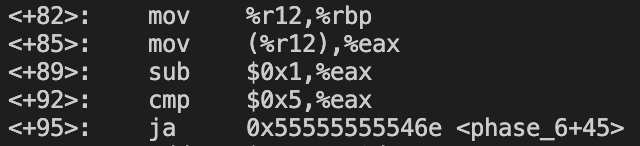 <+82>: mov %r12,%rbp
<+85>: mov (%r12),%eax
<+89>: sub $0x1,%eax
<+92>: cmp $0x5,%eax
<+95>: ja 0x55555555546e <phase_6+45>